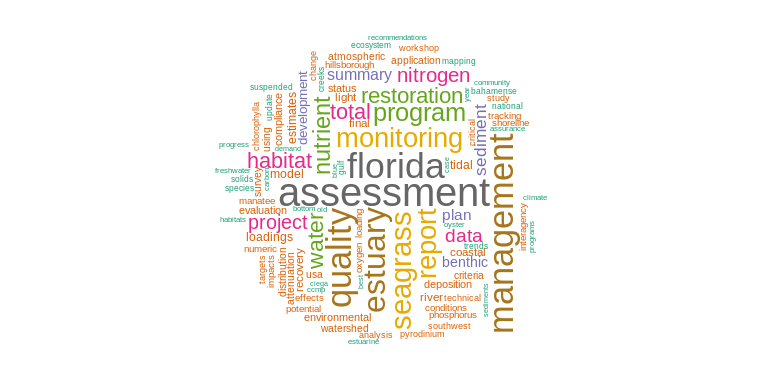 recommendations
ecosystem
workshop
atmospheric
application
mapping
change
hillsborough
summary
nitrogen
creeks
suspended
status
restoration
community
bahamense
year
light
study
development
national
total
program
update
estimates
compliance
nutrient
tracking
final
shoreline
chlorophylla
using
monitoring
critical
sediment
assurance
progress
demand
habitat
florida
case
tidal
gulf
blue
freshwater
model
carbon
solids
survey
species
assessment
management
climate
manatee
bottom
old
evaluation
quality
estuary
seagrass
report
plan
interagency
habitats
project
water
loading
oyster
programs
loadings
data
trends
numeric
coastal
oxygen
benthic
targets
impacts
distribution
attenuation
recovery
usa
best
criteria
ciega
ccmp
deposition
effects
river
technical
sediments
potential
conditions
environmental
phosphorus
watershed
southwest
analysis
pyrodinium
estuarine